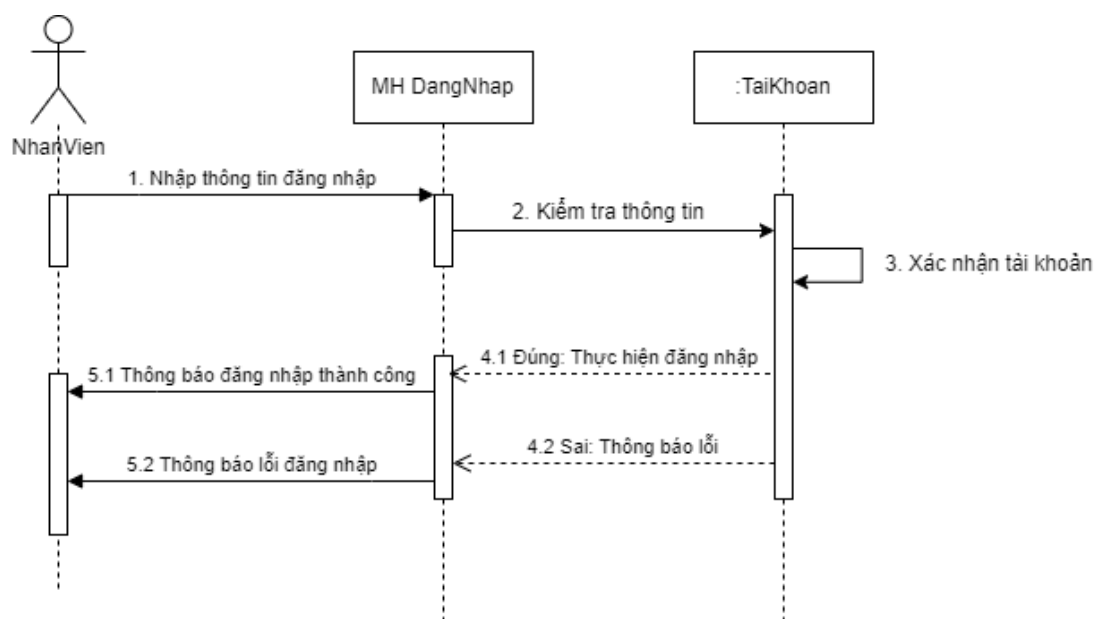 NhanVien
MH DangNhap
:TaiKhoan
1. Nhập thông tin đăng nhập
2. Kiểm tra thông tin
3. Xác nhận tài khoản
4.1 Đúng: Thực hiện đăng nhập
5.1 Thông báo đăng nhập thành công
4.2 Sai: Thông báo lỗi
5.2 Thông báo lỗi đăng nhập